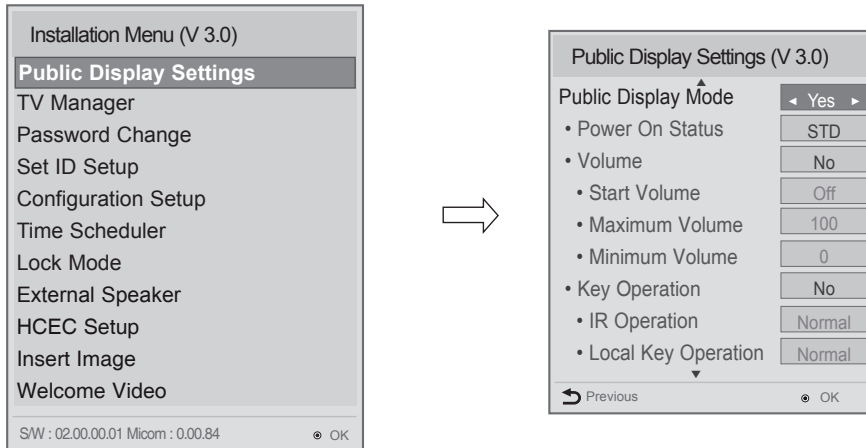 Installation Menu (V 3.0)
Public Display Settings
TV Manager
Password Change
Set ID Setup
Configuration Setup
Time Scheduler
Lock Mode
External Speaker
HCEC Setup
Insert Image
Welcome Video
S/W : 02.00.00.01 Micom : 0.00.84 ◉ OK
Public Display Settings (V 3.0)
Public Display Mode ◄ Yes ►
• Power On Status STD
• Volume No
• Start Volume Off
• Maximum Volume 100
• Minimum Volume 0
• Key Operation No
• IR Operation Normal
• Local Key Operation Normal
Previous ◉ OK